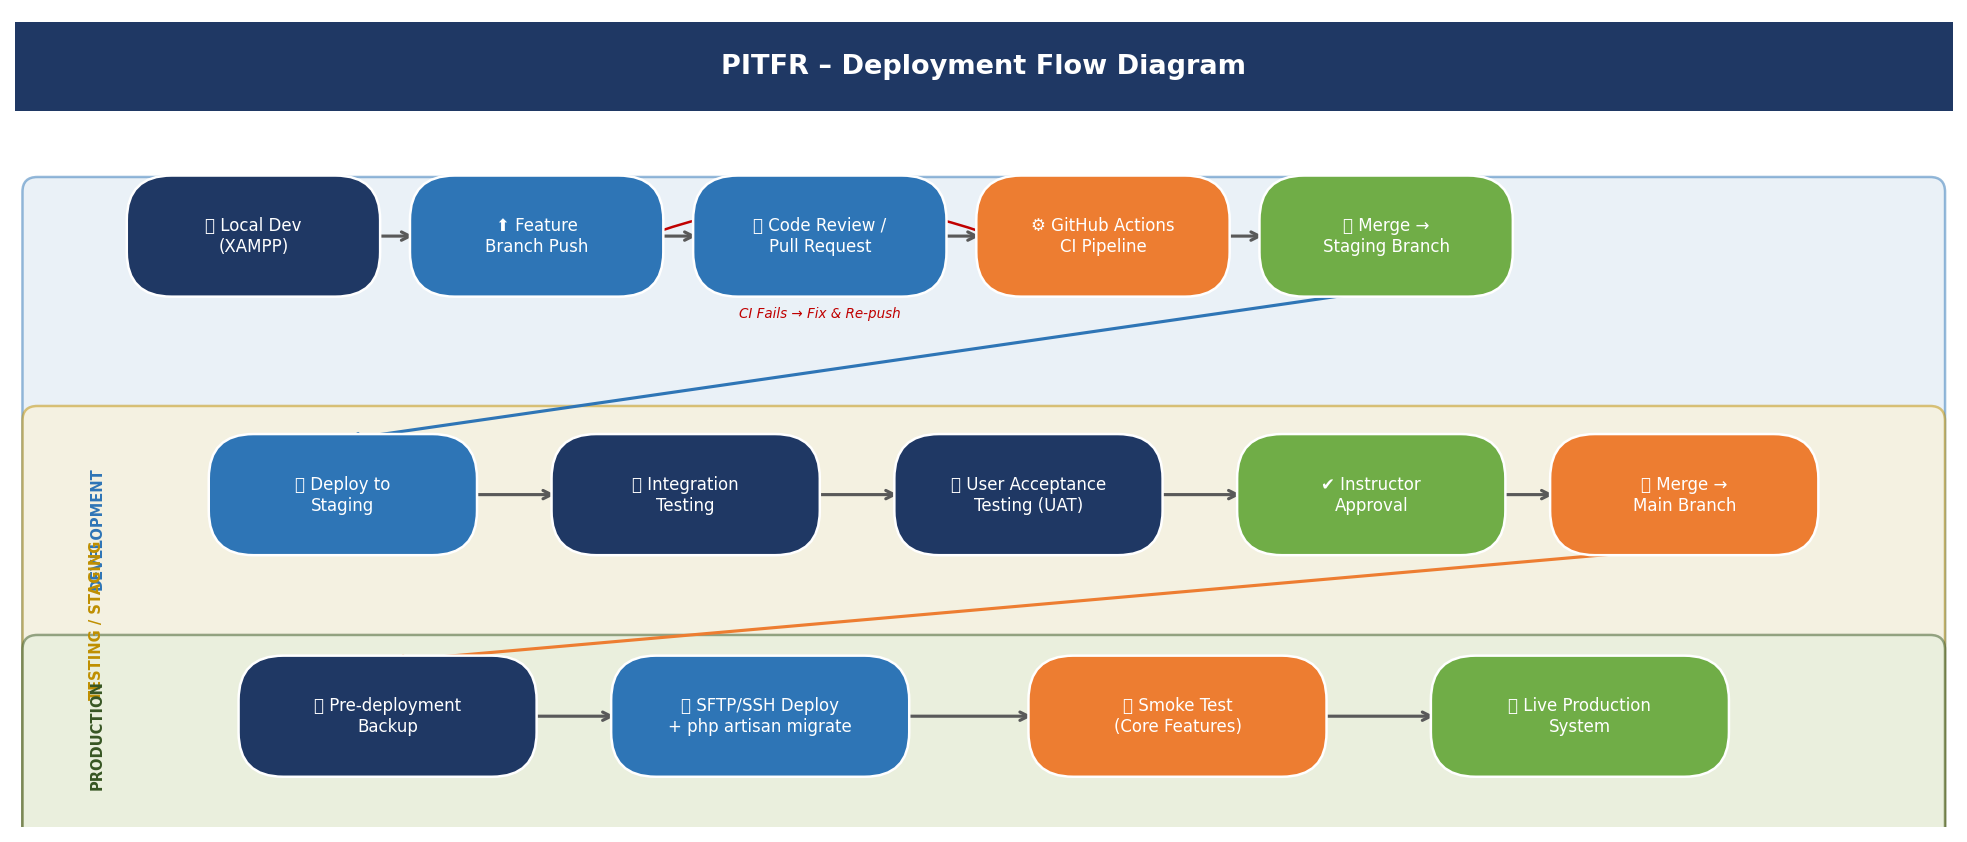 PITFR – Deployment Flow Diagram
Local Dev
(XAMPP)
⬆ Feature
Branch Push
Code Review /
Pull Request
⚙ GitHub Actions
CI Pipeline
Merge →
Staging Branch
CI Fails → Fix & Re-push
DEVELOPMENT
Deploy to
Staging
Integration
Testing
User Acceptance
Testing (UAT)
✔ Instructor
Approval
Merge →
Main Branch
TESTING / STAGING
Pre-deployment
Backup
SFTP/SSH Deploy
+ php artisan migrate
Smoke Test
(Core Features)
Live Production
System
PRODUCTION